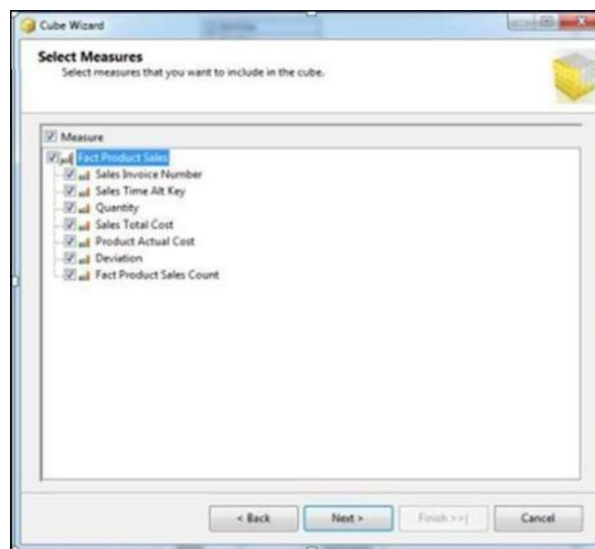 Cube Wizard
Select Measures
Select measures that you want to include in the cube.
Measure
Fact Product Sales
Sales Invoice Number
Sales Time Alt Key
Quantity
Sales Total Cost
Product Actual Cost
Deviation
Fact Product Sales Count
< Back
Next >
Finish >>|
Cancel